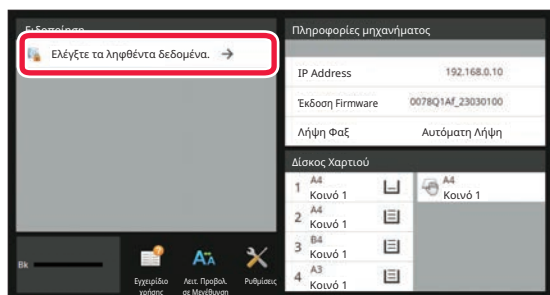 Ειδοποίηση
Ελέγξτε τα ληφθέντα δεδομένα. →
Πληροφορίες μηχανήματος
IP Address 192.168.0.10
Έκδοση Firmware 0078Q1Af_23030100
Λήψη Φαξ Αυτόματη Λήψη
Δίσκος Χαρτιού
1 A4 Κοινό 1
A4 Κοινό 1
2 A4 Κοινό 1
3 B4 Κοινό 1
4 A3 Κοινό 1
Bk
Εγχειρίδιο χρήσης
Λειτ. Προβολ. σε Μεγέθυνση
Ρυθμίσεις